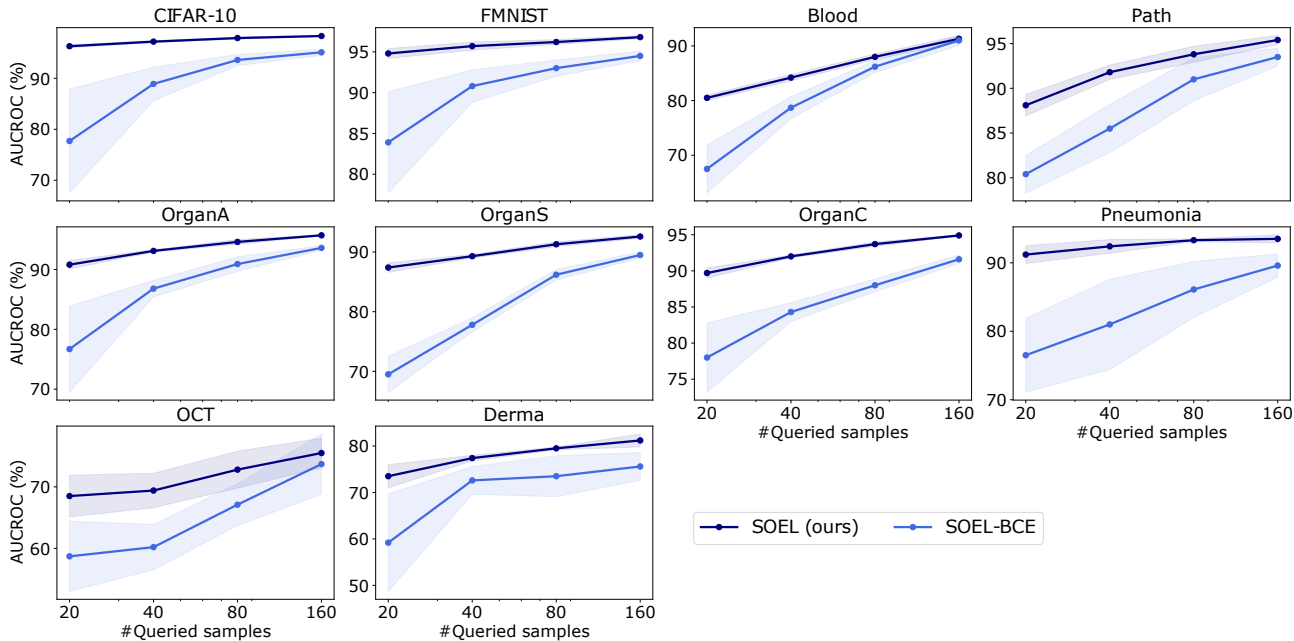 CIFAR-10 FMNIST Blood Path
AUCROC (%)
90
80
70
95
90
85
80
90
80
70
95
90
85
80
OrganA OrganS OrganC Pneumonia
AUCROC (%)
90
80
70
90
80
70
95
90
85
80
75
90
80
70
20 40 80 160
#Queried samples
20 40 80 160
#Queried samples
OCT Derma
AUCROC (%)
70
60
80
70
60
50
20 40 80 160
#Queried samples
20 40 80 160
#Queried samples
SOEL (ours) SOEL-BCE